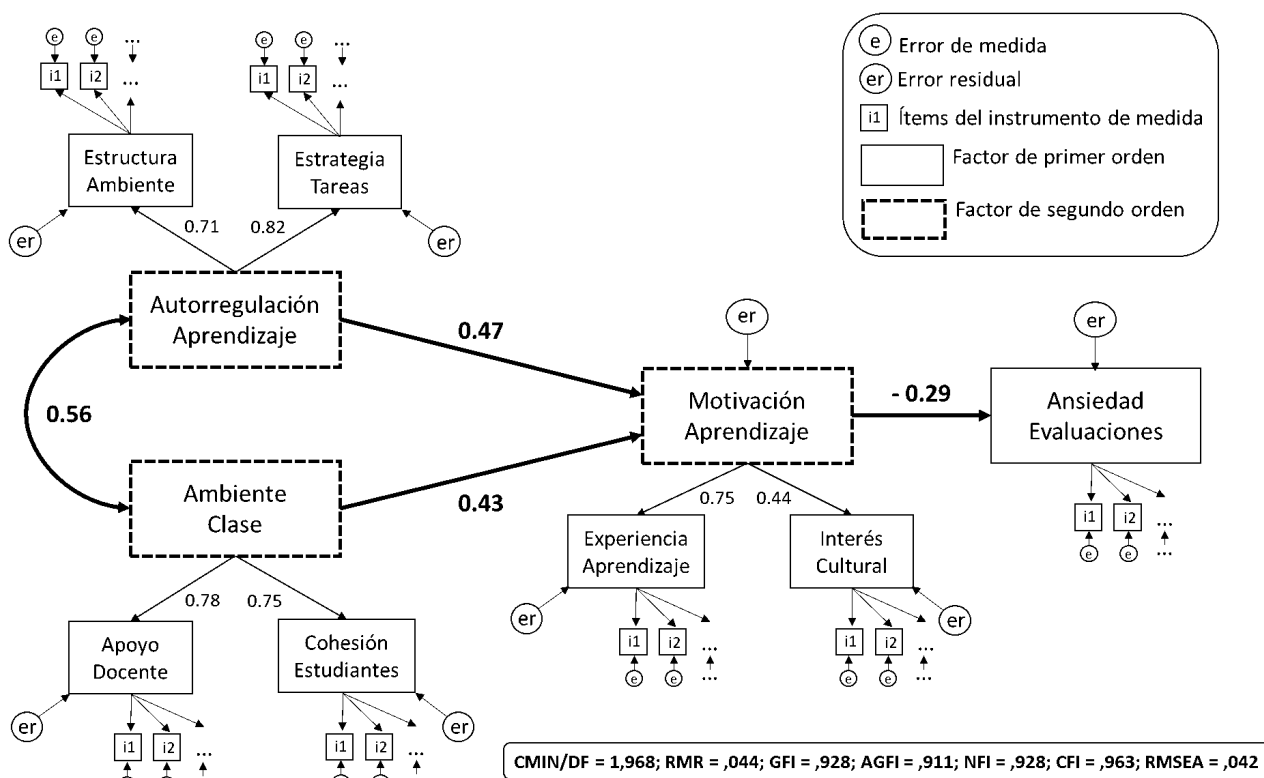 e e ...
i1 i2 ...
e e ...
i1 i2 ...
Estructura
Ambiente
Estrategia
Tareas
er
0.71
0.82
er
Autorregulación
Aprendizaje
0.56
Ambiente
Clase
0.47
0.43
0.78
0.75
Apoyo
Docente
Cohesión
Estudiantes
er
er
i1 i2 ...
i1 i2 ...
er
Motivación
Aprendizaje
- 0.29
er
Ansiedad
Evaluaciones
0.75
0.44
Experiencia
Aprendizaje
Interés
Cultural
er
er
i1 i2 ...
e e ...
i1 i2 ...
e e ...
i1 i2 ...
e e ...
e Error de medida
er Error residual
i1 Ítems del instrumento de medida
Factor de primer orden
Factor de segundo orden
CMIN/DF = 1,968; RMR = ,044; GFI = ,928; AGFI = ,911; NFI = ,928; CFI = ,963; RMSEA = ,042